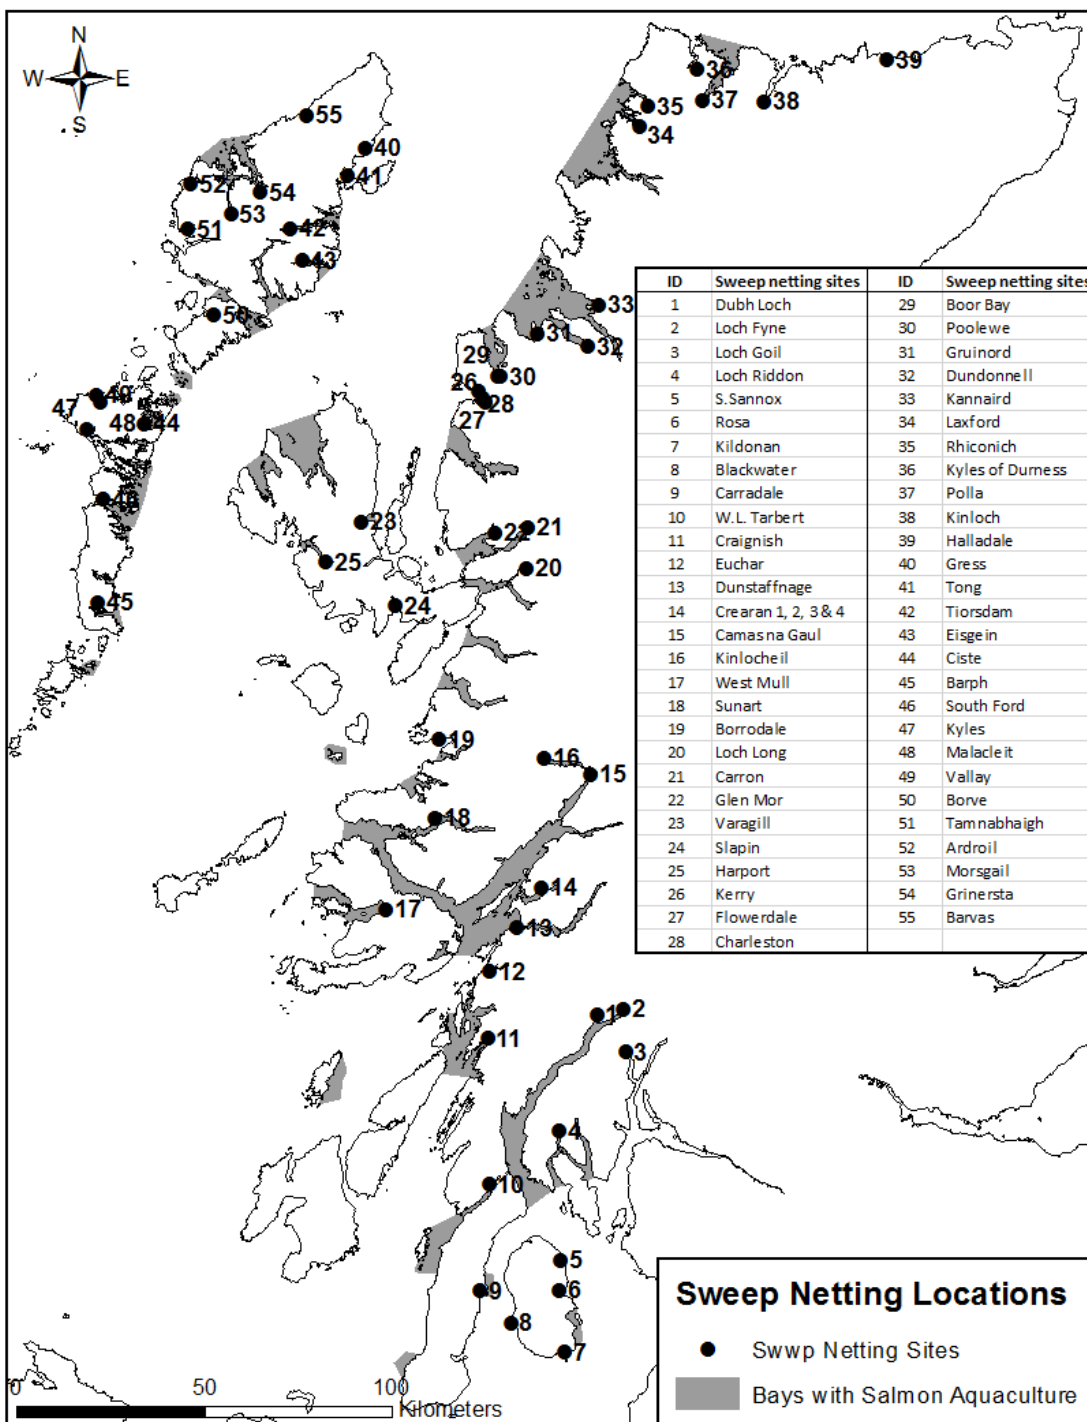 N
W E
S
36
39
37
38
35
34
55
40
41
52
54
53
51
42
43
50
33
31
32
29
30
26
28
27
49
47
48 44
46
45
23
22 21
20
25
24
19
16
15
18
14
17
13
12
1 2
11
3
4
10
5
9 6
8
7
ID Sweep netting sites ID Sweep netting sites
1 Dubh Loch 29 Boor Bay
2 Loch Fyne 30 Poolewe
3 Loch Goil 31 Gruinord
4 Loch Riddon 32 Dundonnell
5 S.Sannox 33 Kannaird
6 Rosa 34 Laxford
7 Kildonan 35 Rhiconich
8 Blackwater 36 Kyles of Durness
9 Carradale 37 Polla
10 W.L. Tarbert 38 Kinloch
11 Craignish 39 Halladale
12 Euchar 40 Gress
13 Dunstaffnage 41 Tong
14 Crearan 1, 2, 3 & 4 42 Tiorsdam
15 Camas na Gaul 43 Eisgein
16 Kinlocheil 44 Ciste
17 West Mull 45 Barph
18 Sunart 46 South Ford
19 Borrodale 47 Kyles
20 Loch Long 48 Malacleit
21 Carron 49 Vallay
22 Glen Mor 50 Borve
23 Varagill 51 Tamnabhaigh
24 Slapin 52 Ardroil
25 Harport 53 Morsgail
26 Kerry 54 Grinersta
27 Flowerdale 55 Barvas
28 Charleston
Sweep Netting Locations
Swwp Netting Sites
Bays with Salmon Aquaculture
0 50 100
Kilometers